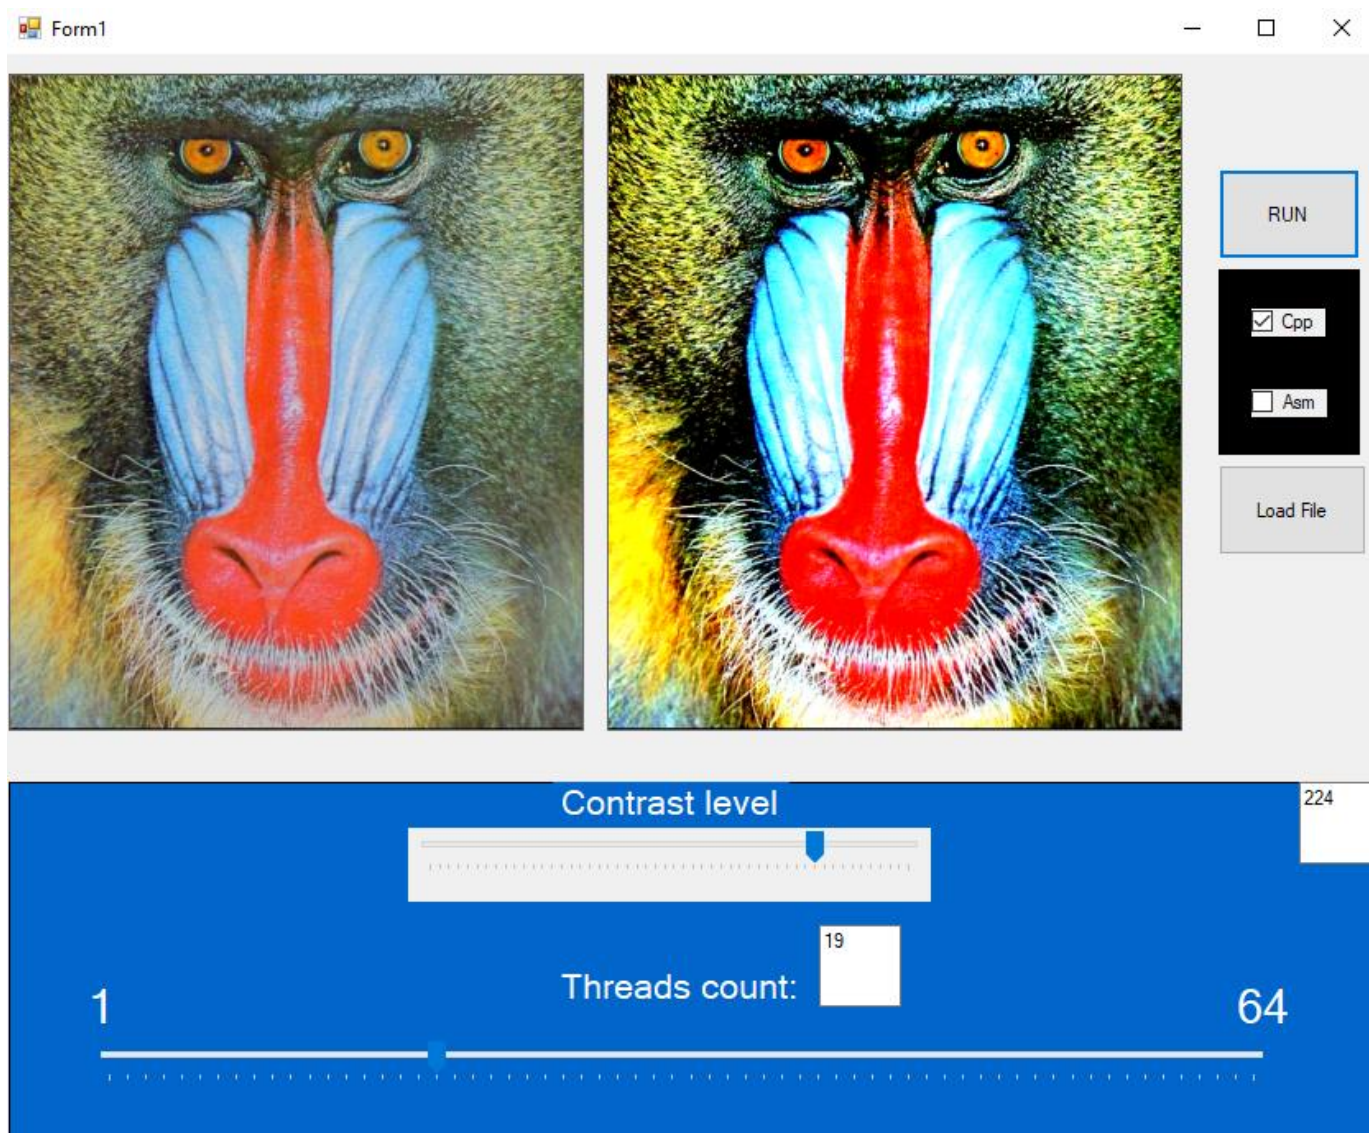 Form1
RUN
Cpp
Asm
Load File
Contrast level
224
19
Threads count:
1
64